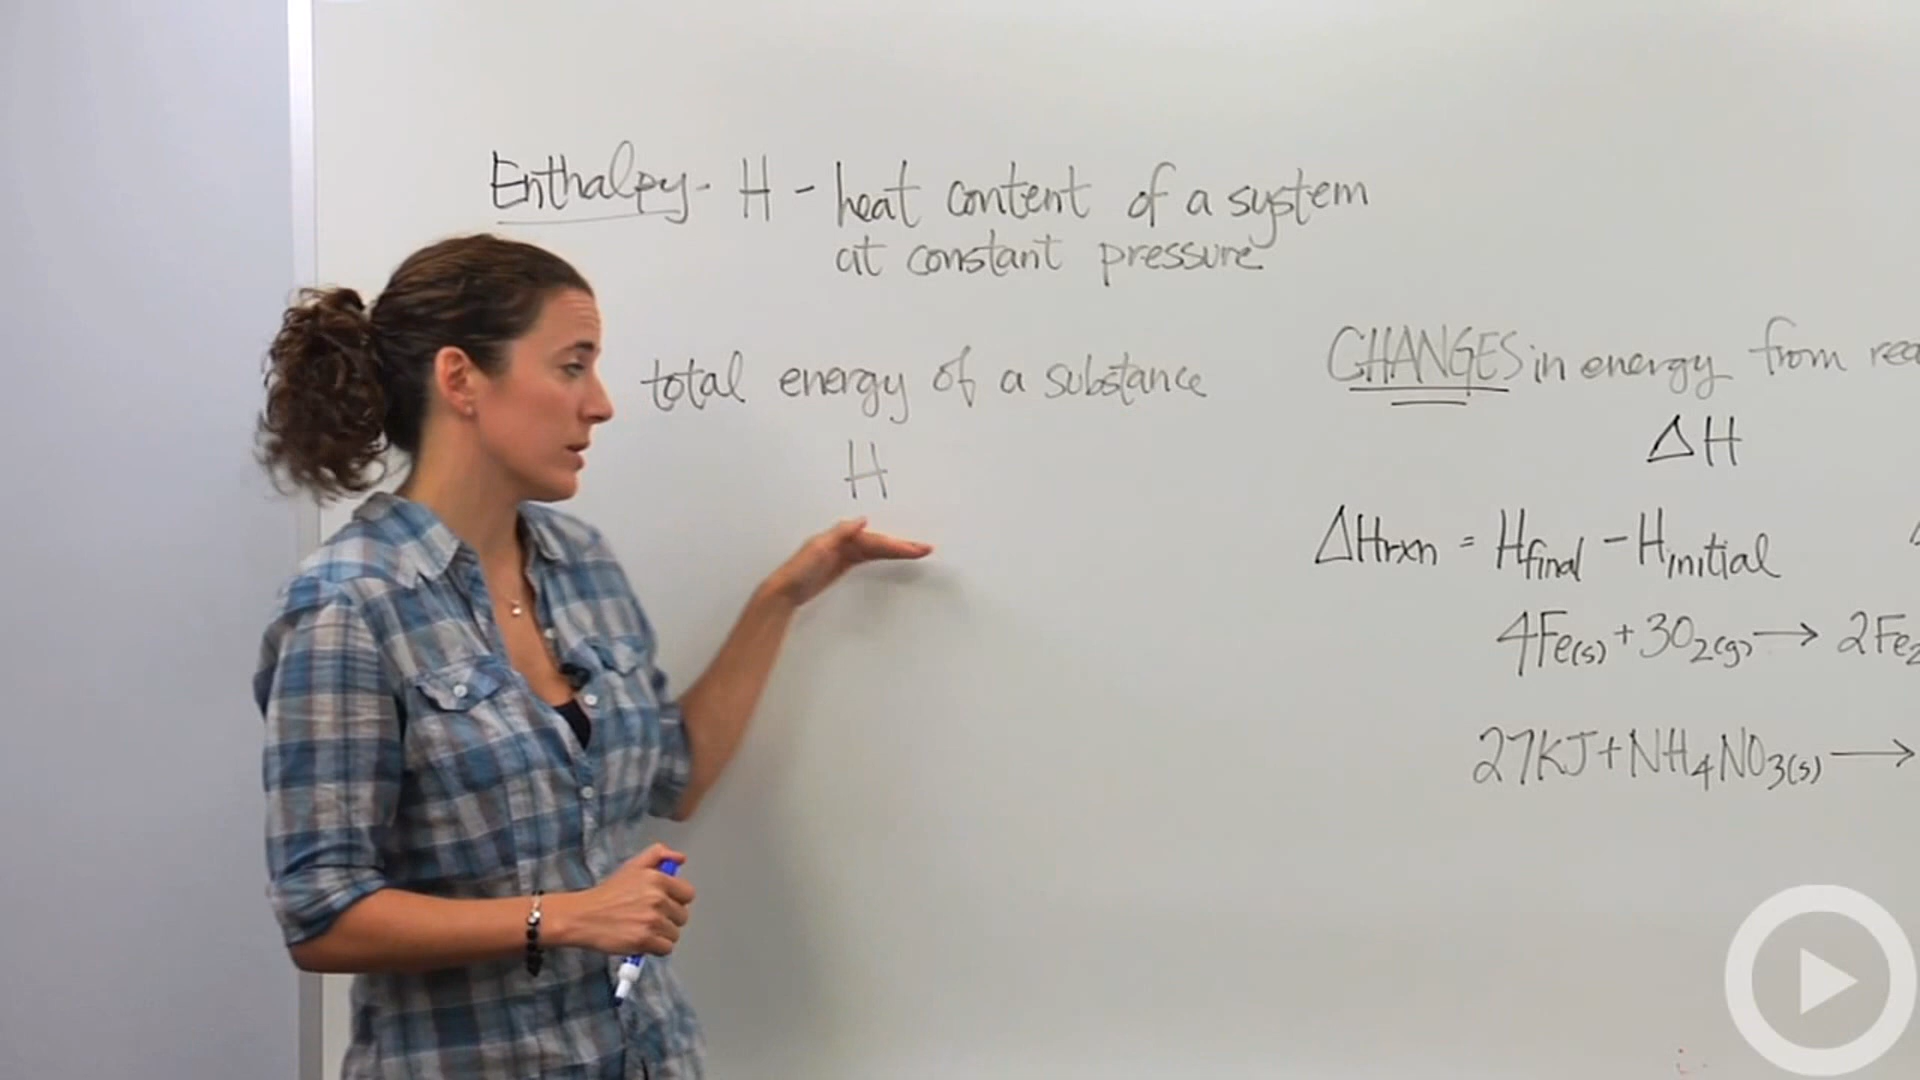 Enthalpy - H - heat content of a system
at constant pressure
total energy of a substance
H
CHANGES in energy from
ΔH
ΔHrxn = Hfinal - Hinitial
4Fe(s) + 3O2(g) → 2Fe2
27KJ + NH4NO3(s) →